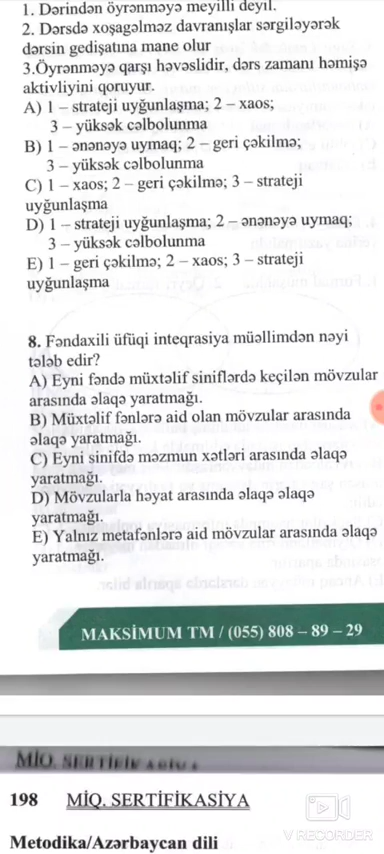 1. Dərindən öyrənməyə meyilli deyil.
2. Dərsdə xoşagəlməz davranışlar sərgiləyərək
dərsin gedişatına mane olur
3.Öyrənməyə qarşı həvəslidir, dərs zamanı həmişə
aktivliyini qoruyur.
A) 1 – strateji uyğunlaşma; 2 – xaos;
3 – yüksək cəlbolunma
B) 1 – ənənəyə uymaq; 2 – geri çəkilmə;
3 – yüksək cəlbolunma
C) 1 – xaos; 2 – geri çəkilmə; 3 – strateji
uyğunlaşma
D) 1 – strateji uyğunlaşma; 2 – ənənəyə uymaq;
3 – yüksək cəlbolunma
E) 1 – geri çəkilmə; 2 – xaos; 3 – strateji
uyğunlaşma
8. Fəndaxili üfüqi inteqrasiya müəllimdən nəyi
tələb edir?
A) Eyni fəndə müxtəlif siniflərdə keçilən mövzular
arasında əlaqə yaratmağı.
B) Müxtəlif fənlərə aid olan mövzular arasında
əlaqə yaratmağı.
C) Eyni sinifdə məzmun xətləri arasında əlaqə
yaratmağı.
D) Mövzularla həyat arasında əlaqə əlaqə
yaratmağı.
E) Yalnız metafənlərə aid mövzular arasında əlaqə
yaratmağı.
MAKSİMUM TM / (055) 808 – 89 – 29
MİQ. SERTİFİK
198 MİQ. SERTİFİKASİYA
V RECORDER
Metodika/Azərbaycan dili